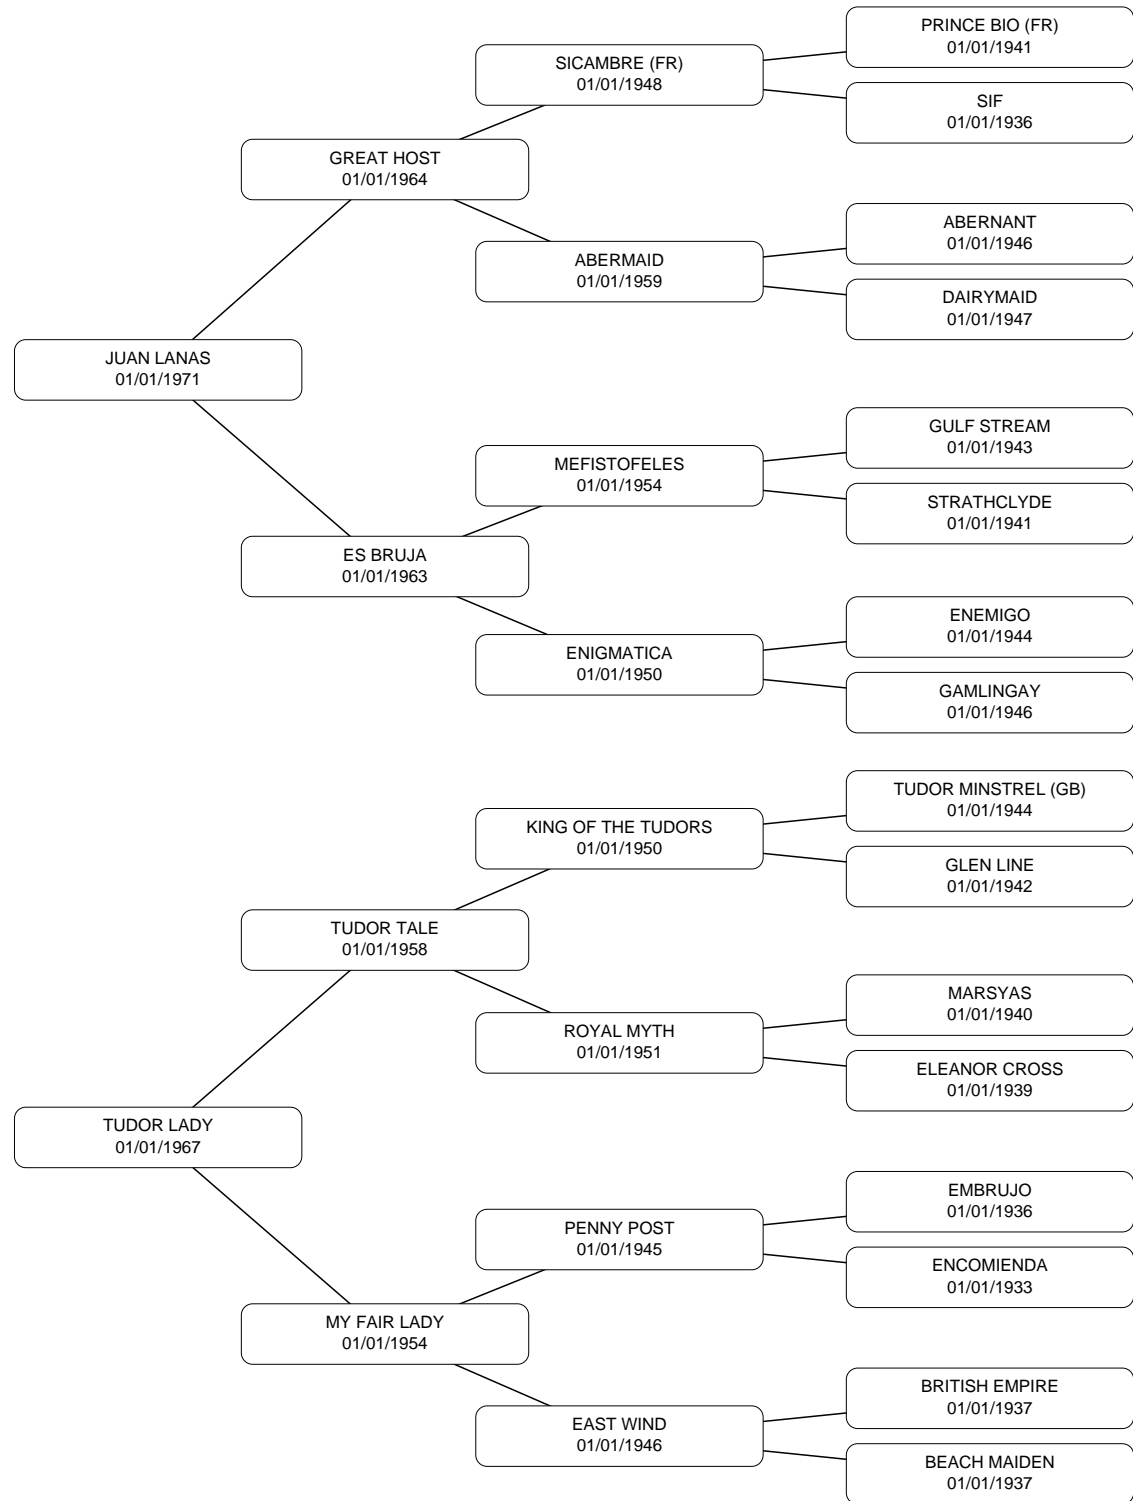 PRINCE BIO (FR)
01/01/1941
SICAMBRE (FR)
01/01/1948
SIF
01/01/1936
GREAT HOST
01/01/1964
ABERNANT
01/01/1946
ABERMAID
01/01/1959
DAIRYMAID
01/01/1947
JUAN LANAS
01/01/1971
GULF STREAM
01/01/1943
MEFISTOFELES
01/01/1954
STRATHCLYDE
01/01/1941
ES BRUJA
01/01/1963
ENEMIGO
01/01/1944
ENIGMATICA
01/01/1950
GAMLINGAY
01/01/1946
TUDOR MINSTREL (GB)
01/01/1944
KING OF THE TUDORS
01/01/1950
GLEN LINE
01/01/1942
TUDOR TALE
01/01/1958
MARSYAS
01/01/1940
ROYAL MYTH
01/01/1951
ELEANOR CROSS
01/01/1939
TUDOR LADY
01/01/1967
EMBRUJO
01/01/1936
PENNY POST
01/01/1945
ENCOMIENDA
01/01/1933
MY FAIR LADY
01/01/1954
BRITISH EMPIRE
01/01/1937
EAST WIND
01/01/1946
BEACH MAIDEN
01/01/1937